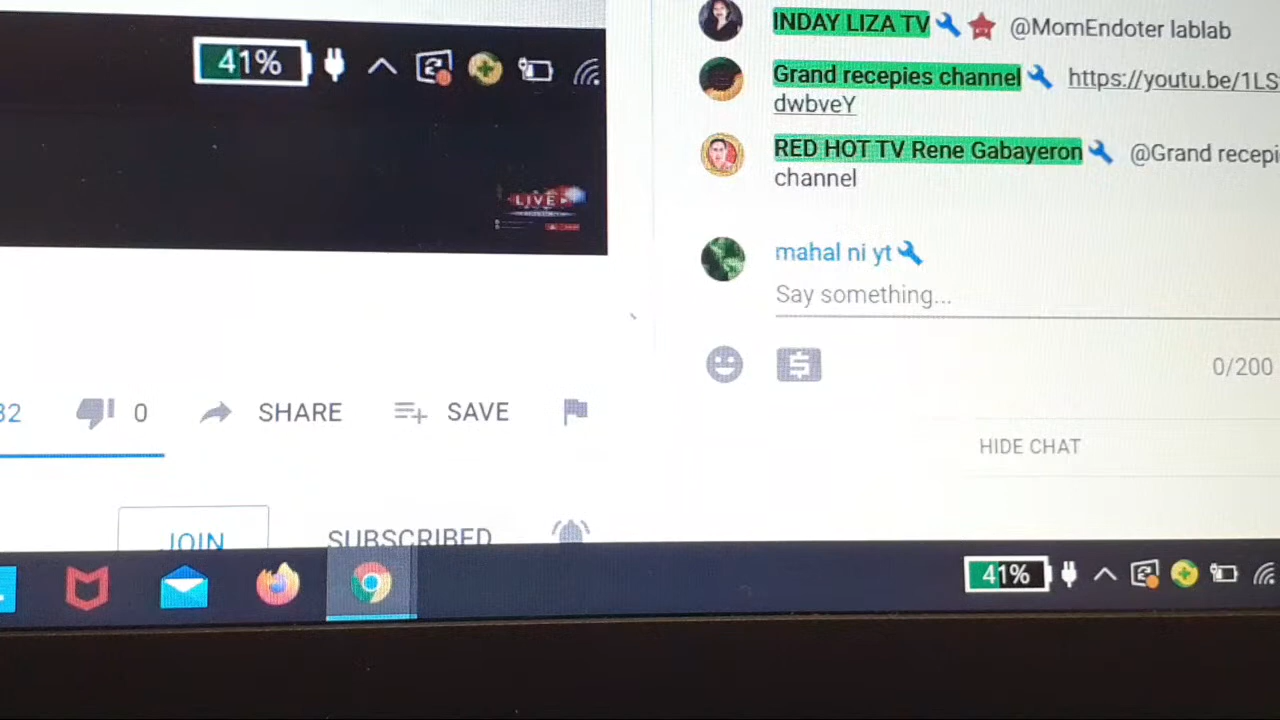 41%
LIVE
INDAY LIZA TV @MomEndoter lablab
Grand recepies channel https://youtu.be/1LS
dwbveY
RED HOT TV Rene Gabayeron @Grand recepi
channel
mahal ni yt
Say something...
0/200
HIDE CHAT
32 0 SHARE SAVE
JOIN SUBSCRIBED
41%